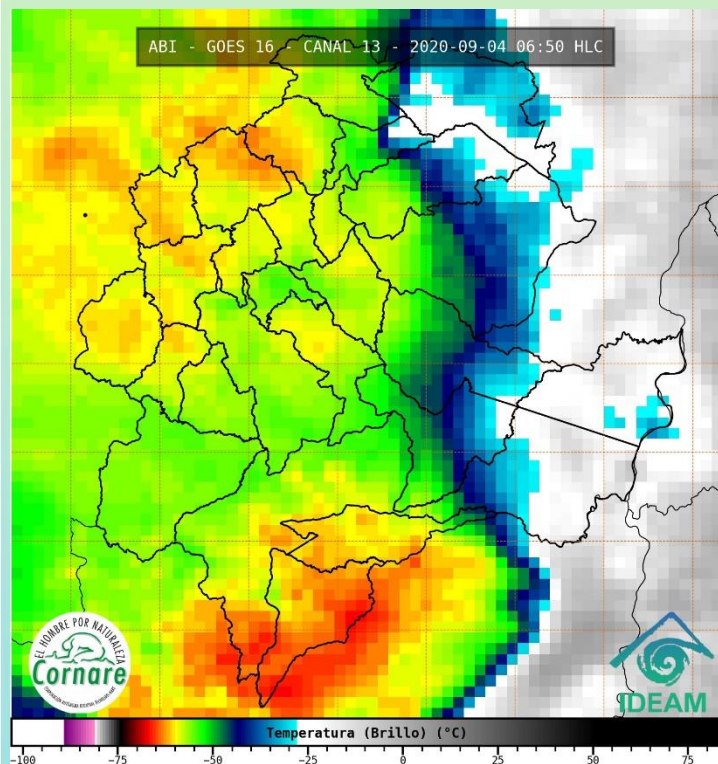 ABI - GOES 16 - CANAL 13 - 2020-09-04 06:50 HLC
EL HOMBRE POR NATURALEZA
Cornare
IDEAM
Temperatura (Brillo) (°C)
−100 −75 −50 −25 0 25 50 75